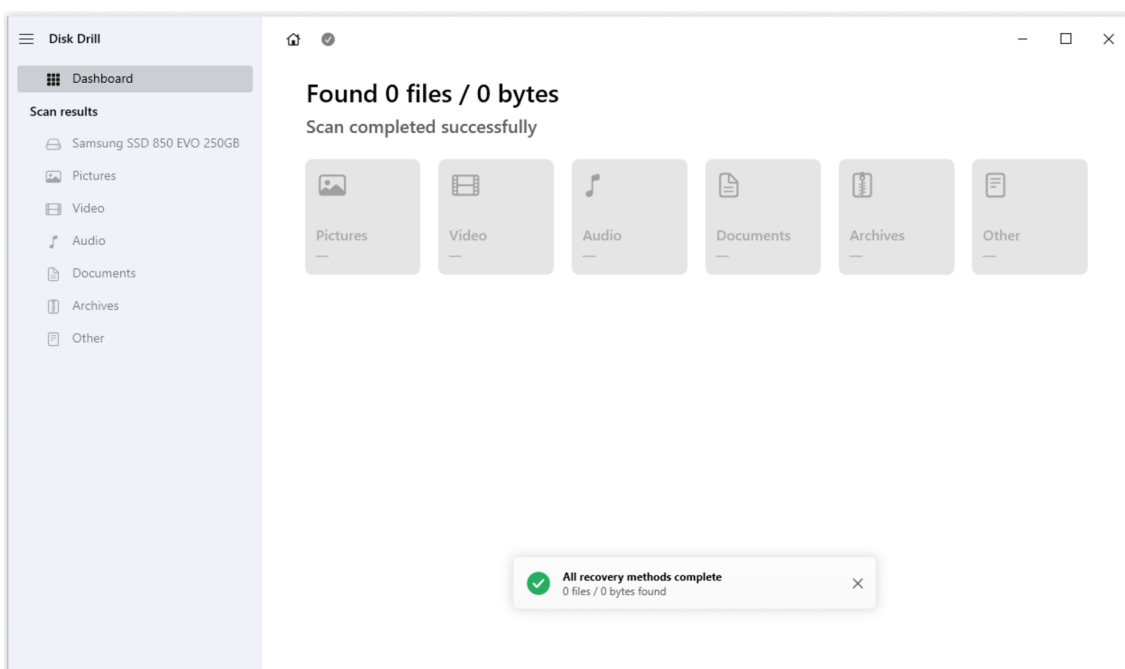 Disk Drill
Dashboard
Scan results
Samsung SSD 850 EVO 250GB
Pictures
Video
Audio
Documents
Archives
Other
Found 0 files / 0 bytes
Scan completed successfully
Pictures
—
Video
—
Audio
—
Documents
—
Archives
—
Other
—
All recovery methods complete
0 files / 0 bytes found